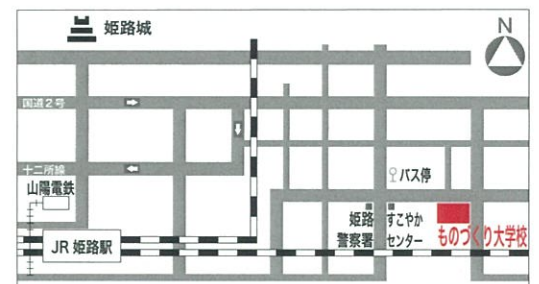 姫路城
N
国道2号
十二所線
山陽電鉄
バス停
姫路
警察署
すこやか
センター
ものづくり大学校
JR 姫路駅